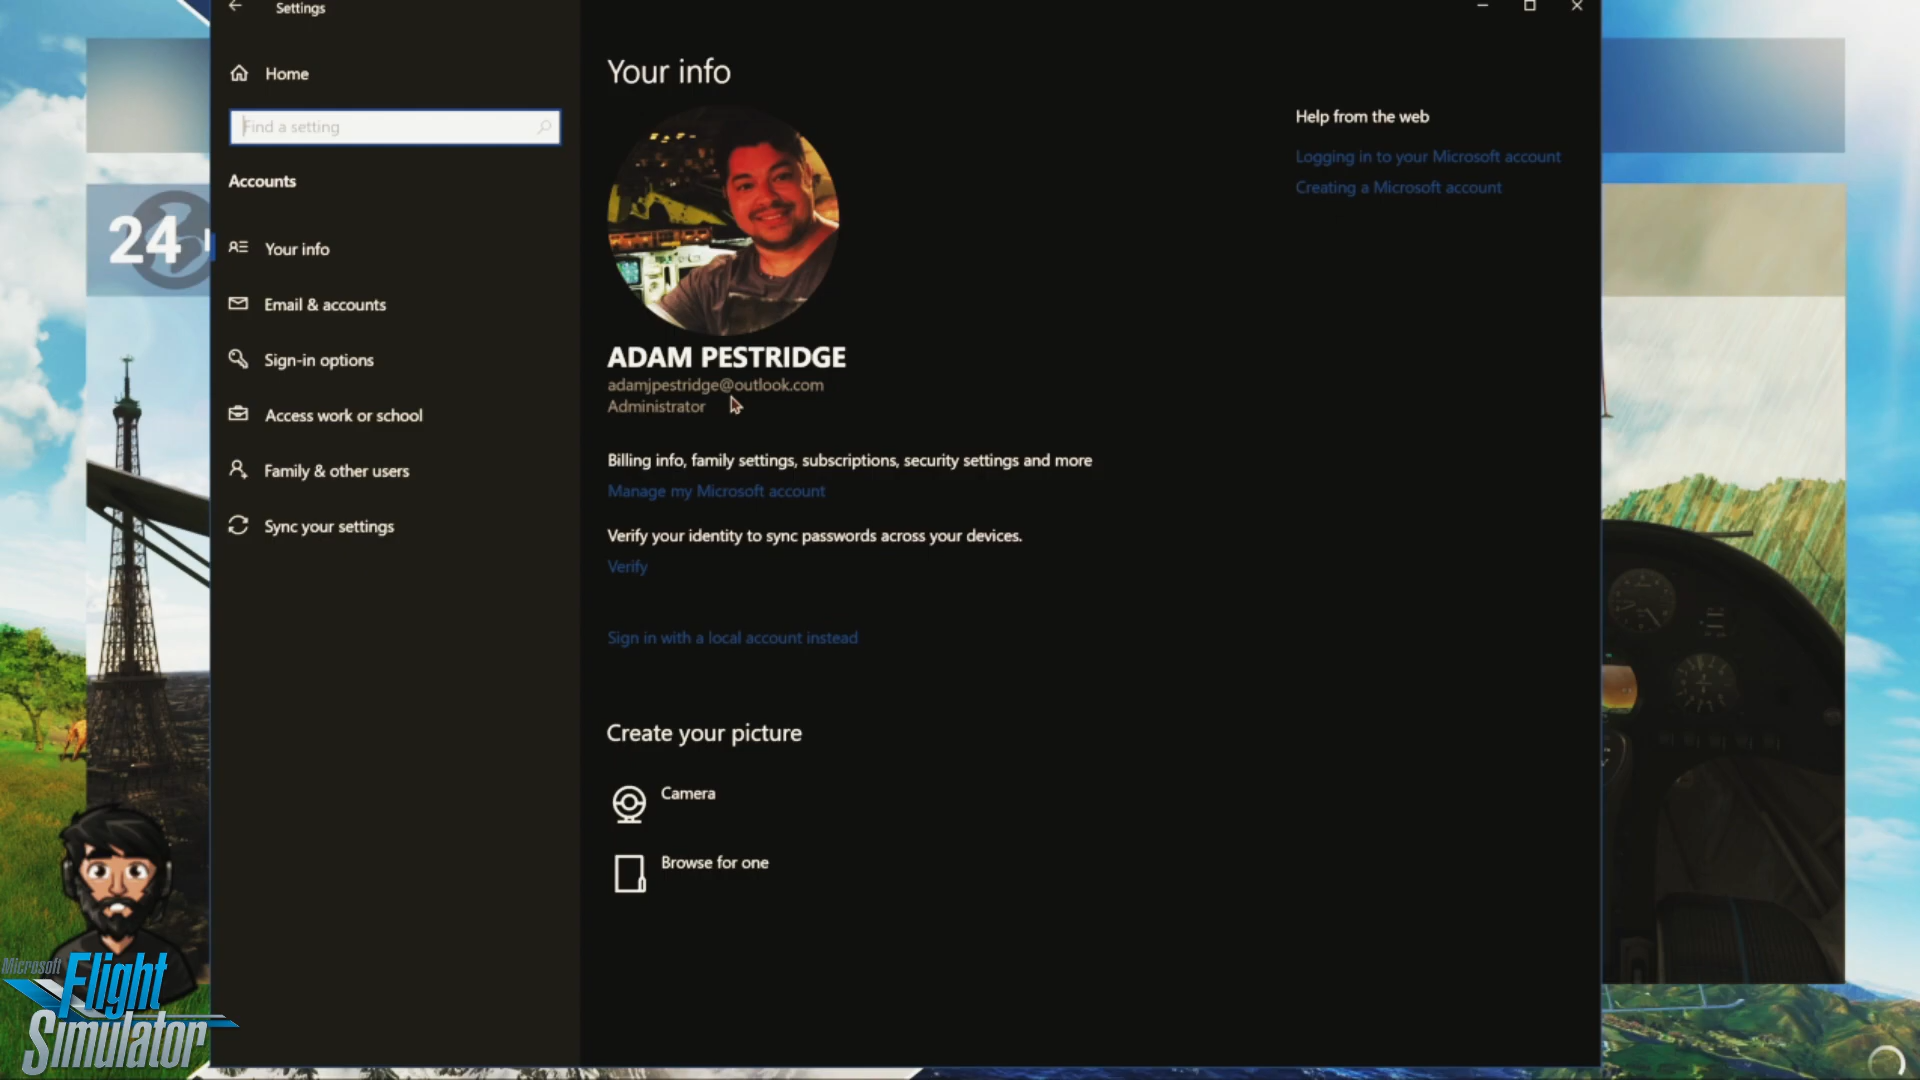 Settings
Home
Find a setting
Accounts
Your info
Email & accounts
Sign-in options
Access work or school
Family & other users
Sync your settings
Your info
ADAM PESTRIDGE
adamjpestridge@outlook.com
Administrator
Billing info, family settings, subscriptions, security settings and more
Manage my Microsoft account
Verify your identity to sync passwords across your devices.
Verify
Sign in with a local account instead
Create your picture
Camera
Browse for one
Help from the web
Logging in to your Microsoft account
Creating a Microsoft account
24
Microsoft
Flight
Simulator